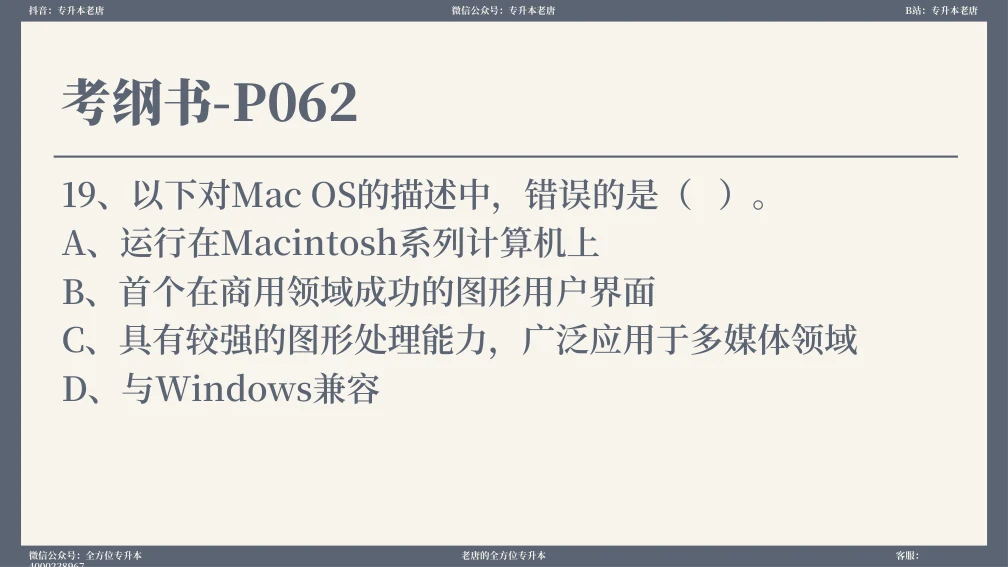 抖音：专升本老唐
微信公众号：专升本老唐
B站：专升本老唐
考纲书-P062
19、以下对Mac OS的描述中，错误的是（  ）。
A、运行在Macintosh系列计算机上
B、首个在商用领域成功的图形用户界面
C、具有较强的图形处理能力，广泛应用于多媒体领域
D、与Windows兼容
微信公众号：全方位专升本
老唐的全方位专升本
客服：
4000238967